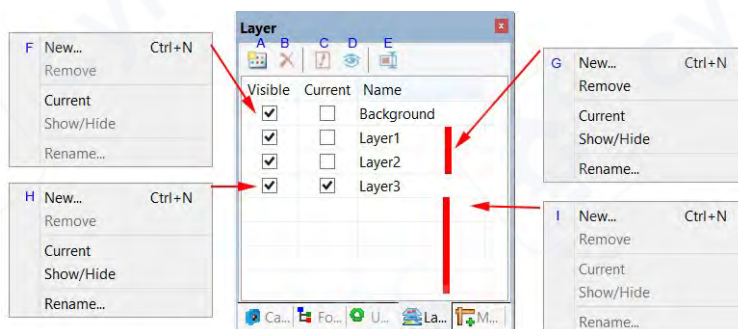 Layer
A B C D E
Visible Current Name
Background
Layer1
Layer2
Layer3
Ca... Fo... U... La... M...
F New... Ctrl+N
Remove
Current
Show/Hide
Rename...
H New... Ctrl+N
Remove
Current
Show/Hide
Rename...
G New... Ctrl+N
Remove
Current
Show/Hide
Rename...
I New... Ctrl+N
Remove
Current
Show/Hide
Rename...